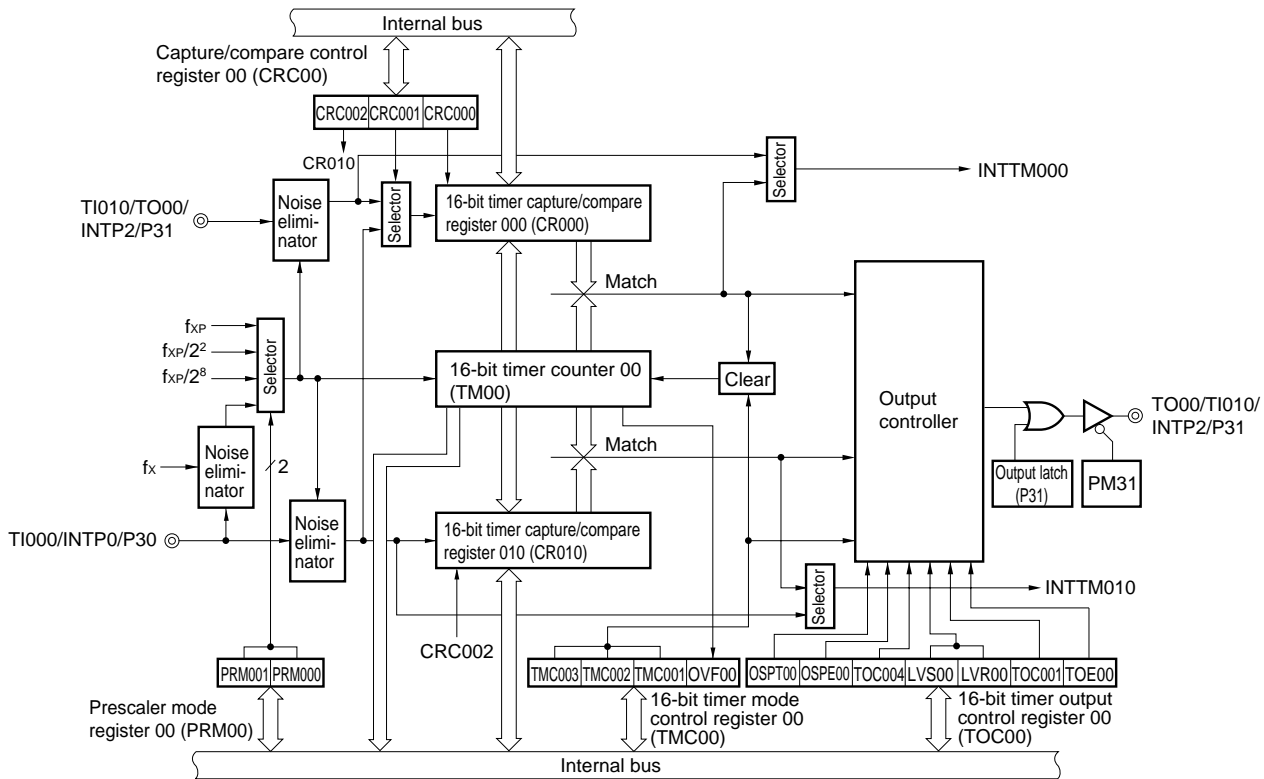 Internal bus
Capture/compare control
register 00 (CRC00)
CRC002 CRC001 CRC000
CR010
TI010/TO00/
INTP2/P31
Noise
elimi-
nator
Selector
16-bit timer capture/compare
register 000 (CR000)
Selector
INTTM000
Match
fXP
fXP/2²
fXP/2⁸
Selector
16-bit timer counter 00
(TM00)
Clear
Output
controller
TO00/TI010/
INTP2/P31
fX
Noise
elimi-
nator
2
Match
Output latch
(P31)
PM31
TI000/INTP0/P30
Noise
elimi-
nator
16-bit timer capture/compare
register 010 (CR010)
Selector
INTTM010
CRC002
PRM001 PRM000
TMC003 TMC002 TMC001 OVF00
OSPT00 OSPE00 TOC004 LVS00 LVR00 TOC001 TOE00
Prescaler mode
register 00 (PRM00)
16-bit timer mode
control register 00
(TMC00)
16-bit timer output
control register 00
(TOC00)
Internal bus